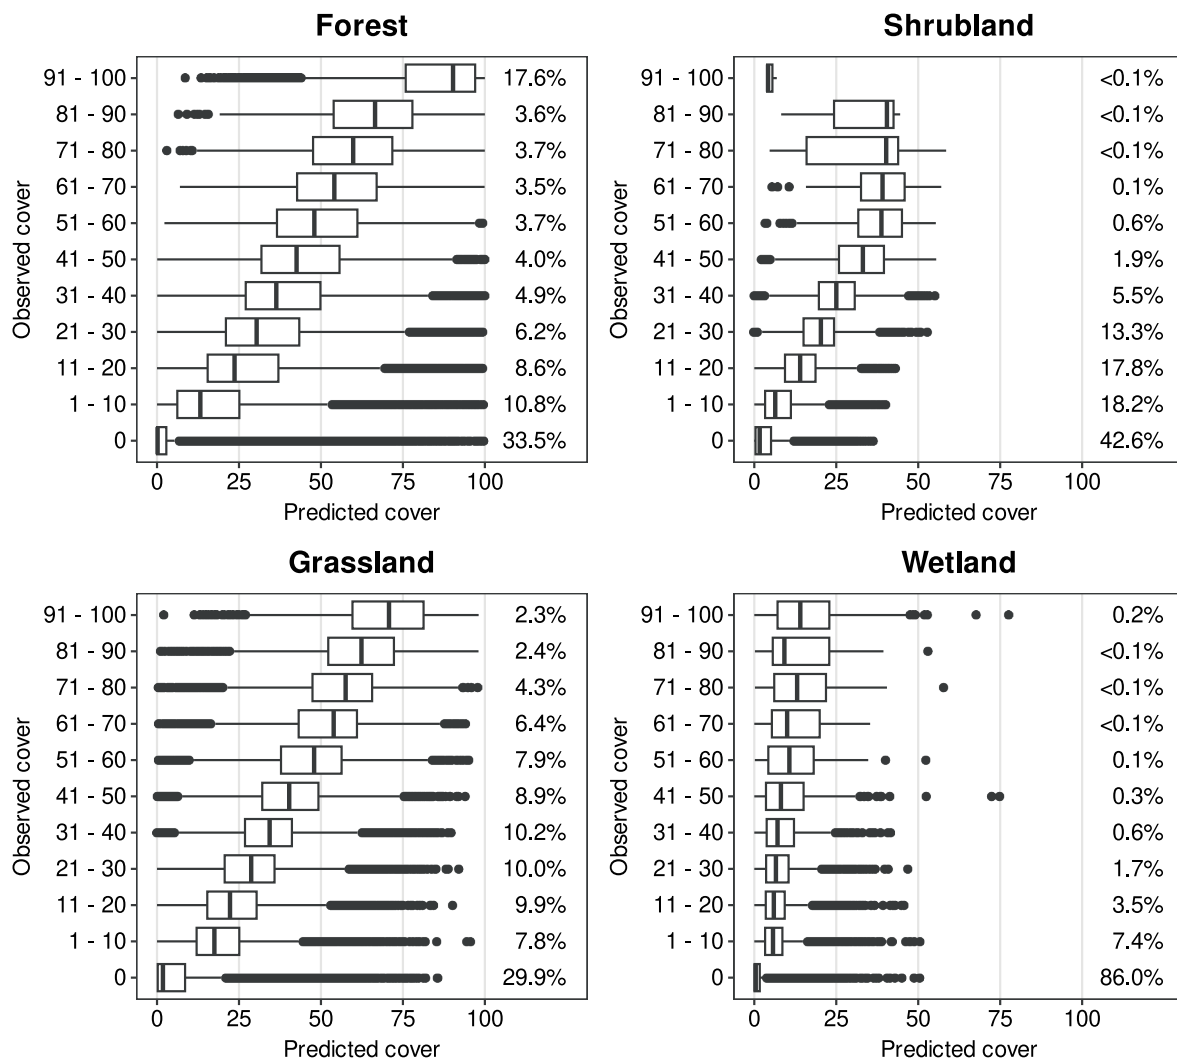 Forest
Observed cover
91 - 100 17.6%
81 - 90 3.6%
71 - 80 3.7%
61 - 70 3.5%
51 - 60 3.7%
41 - 50 4.0%
31 - 40 4.9%
21 - 30 6.2%
11 - 20 8.6%
1 - 10 10.8%
0 33.5%
0 25 50 75 100
Predicted cover
Shrubland
Observed cover
91 - 100 <0.1%
81 - 90 <0.1%
71 - 80 <0.1%
61 - 70 0.1%
51 - 60 0.6%
41 - 50 1.9%
31 - 40 5.5%
21 - 30 13.3%
11 - 20 17.8%
1 - 10 18.2%
0 42.6%
0 25 50 75 100
Predicted cover
Grassland
Observed cover
91 - 100 2.3%
81 - 90 2.4%
71 - 80 4.3%
61 - 70 6.4%
51 - 60 7.9%
41 - 50 8.9%
31 - 40 10.2%
21 - 30 10.0%
11 - 20 9.9%
1 - 10 7.8%
0 29.9%
0 25 50 75 100
Predicted cover
Wetland
Observed cover
91 - 100 0.2%
81 - 90 <0.1%
71 - 80 <0.1%
61 - 70 <0.1%
51 - 60 0.1%
41 - 50 0.3%
31 - 40 0.6%
21 - 30 1.7%
11 - 20 3.5%
1 - 10 7.4%
0 86.0%
0 25 50 75 100
Predicted cover